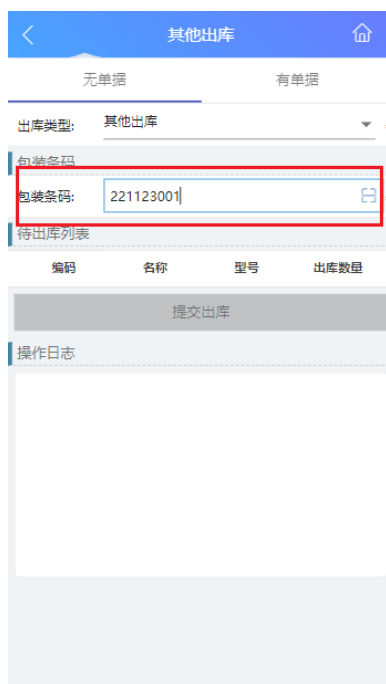 其他出库
无单据 有单据
出库类型: 其他出库
包装条码
包装条码: 221123001
待出库列表
编码 名称 型号 出库数量
提交出库
操作日志